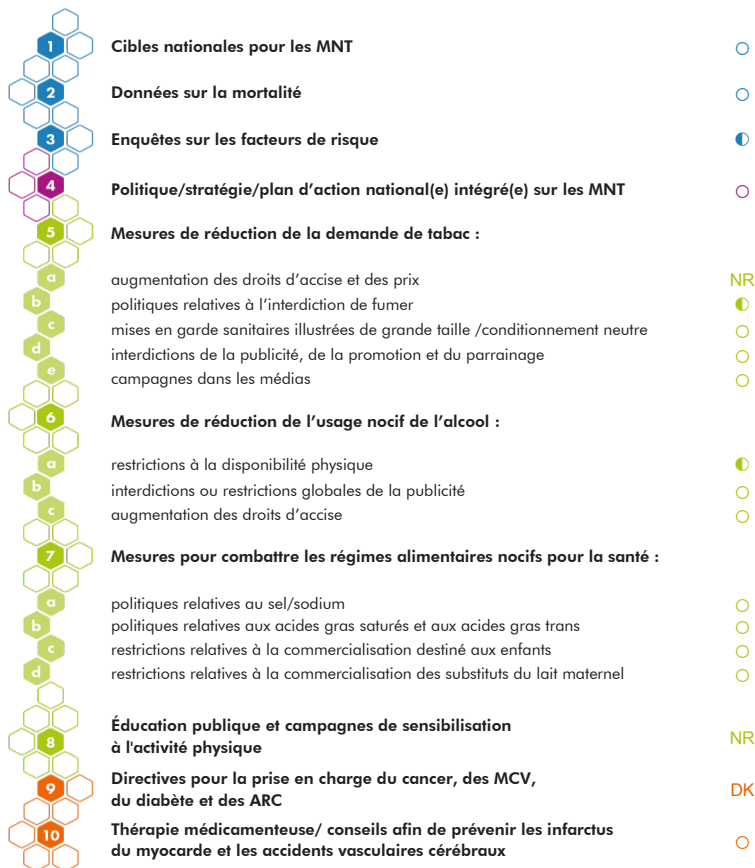 1 Cibles nationales pour les MNT ○
2 Données sur la mortalité ○
3 Enquêtes sur les facteurs de risque ◐
4 Politique/stratégie/plan d’action national(e) intégré(e) sur les MNT ○
5 Mesures de réduction de la demande de tabac :
a augmentation des droits d’accise et des prix NR
b politiques relatives à l’interdiction de fumer ◐
c mises en garde sanitaires illustrées de grande taille /conditionnement neutre ○
d interdictions de la publicité, de la promotion et du parrainage ○
e campagnes dans les médias ○
6 Mesures de réduction de l’usage nocif de l’alcool :
a restrictions à la disponibilité physique ◐
b interdictions ou restrictions globales de la publicité ○
c augmentation des droits d’accise ○
7 Mesures pour combattre les régimes alimentaires nocifs pour la santé :
a politiques relatives au sel/sodium ○
b politiques relatives aux acides gras saturés et aux acides gras trans ○
c restrictions relatives à la commercialisation destiné aux enfants ○
d restrictions relatives à la commercialisation des substituts du lait maternel ○
8 Éducation publique et campagnes de sensibilisation
à l'activité physique NR
9 Directives pour la prise en charge du cancer, des MCV,
du diabète et des ARC DK
10 Thérapie médicamenteuse/ conseils afin de prévenir les infarctus
du myocarde et les accidents vasculaires cérébraux ○